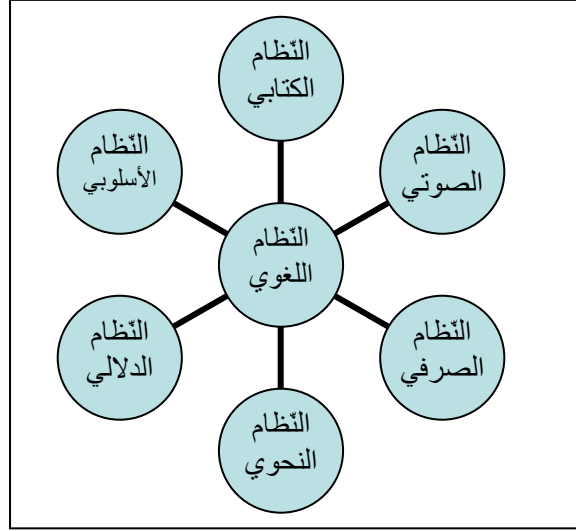 النّظام
الكتابي
النّظام
الصوتي
النّظام
الأسلوبي
النّظام
اللغوي
النّظام
الصرفي
النّظام
الدلالي
النّظام
النحوي